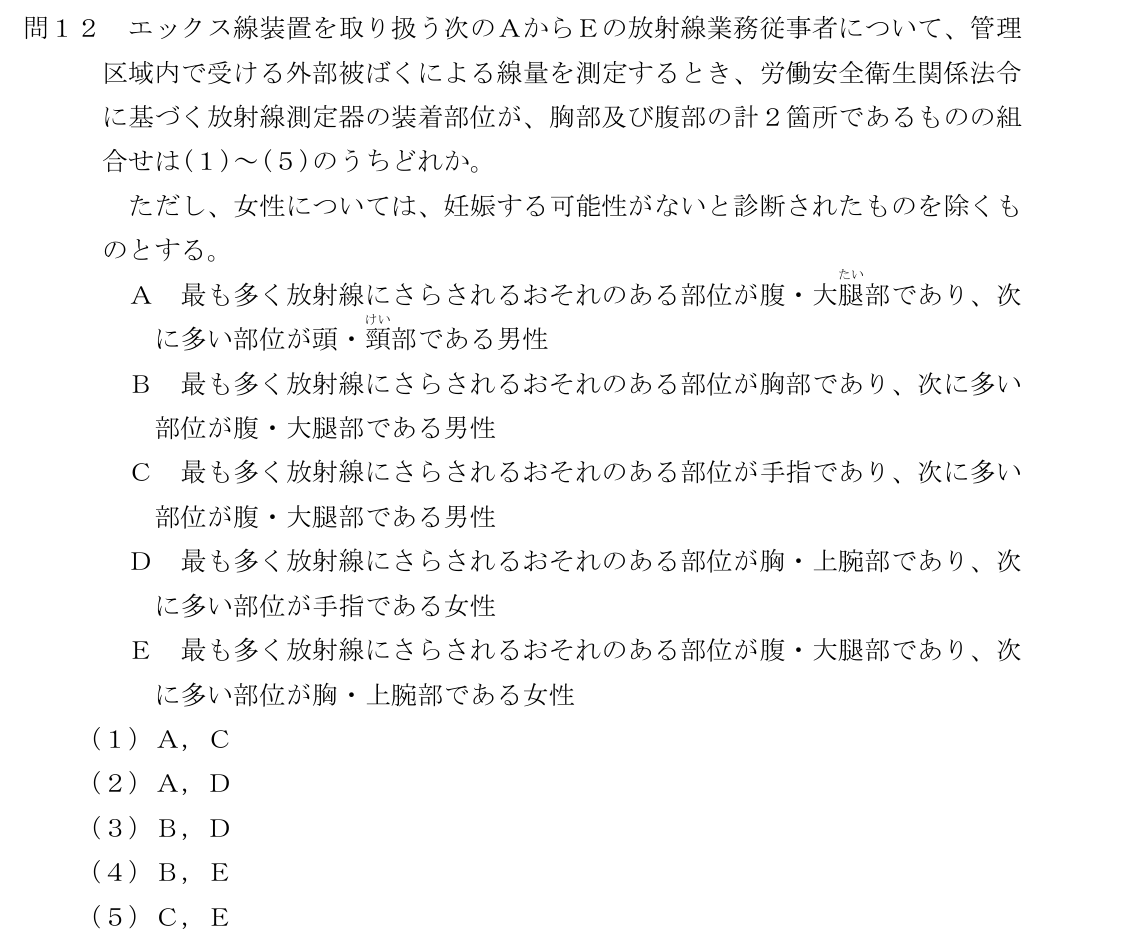 問１２　エックス線装置を取り扱う次のＡからＥの放射線業務従事者について、管理
区域内で受ける外部被ばくによる線量を測定するとき、労働安全衛生関係法令
に基づく放射線測定器の装着部位が、胸部及び腹部の計２箇所であるものの組
合せは(１)～(５)のうちどれか。
ただし、女性については、妊娠する可能性がないと診断されたものを除くも
のとする。
たい
Ａ　最も多く放射線にさらされるおそれのある部位が腹・大腿部であり、次
けい
に多い部位が頭・頸部である男性
Ｂ　最も多く放射線にさらされるおそれのある部位が胸部であり、次に多い
部位が腹・大腿部である男性
Ｃ　最も多く放射線にさらされるおそれのある部位が手指であり、次に多い
部位が腹・大腿部である男性
Ｄ　最も多く放射線にさらされるおそれのある部位が胸・上腕部であり、次
に多い部位が手指である女性
Ｅ　最も多く放射線にさらされるおそれのある部位が腹・大腿部であり、次
に多い部位が胸・上腕部である女性
(１) Ａ，Ｃ
(２) Ａ，Ｄ
(３) Ｂ，Ｄ
(４) Ｂ，Ｅ
(５) Ｃ，Ｅ